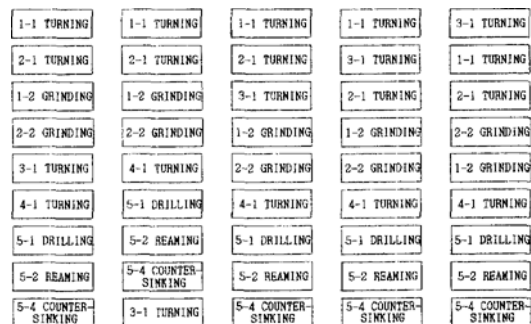 1-1 TURNING 1-1 TURNING 1-1 TURNING 1-1 TURNING 3-1 TURNING
2-1 TURNING 2-1 TURNING 2-1 TURNING 3-1 TURNING 1-1 TURNING
1-2 GRINDING 1-2 GRINDING 3-1 TURNING 2-1 TURNING 2-1 TURNING
2-2 GRINDING 2-2 GRINDING 1-2 GRINDING 1-2 GRINDING 2-2 GRINDING
3-1 TURNING 4-1 TURNING 2-2 GRINDING 2-2 GRINDING 1-2 GRINDING
4-1 TURNING 5-1 DRILLING 4-1 TURNING 4-1 TURNING 4-1 TURNING
5-1 DRILLING 5-2 REAMING 5-1 DRILLING 5-1 DRILLING 5-1 DRILLING
5-2 REAMING 5-4 COUNTER-
SINKING 5-2 REAMING 5-2 REAMING 5-2 REAMING
5-4 COUNTER-
SINKING 3-1 TURNING 5-4 COUNTER-
SINKING 5-4 COUNTER-
SINKING 5-4 COUNTER-
SINKING